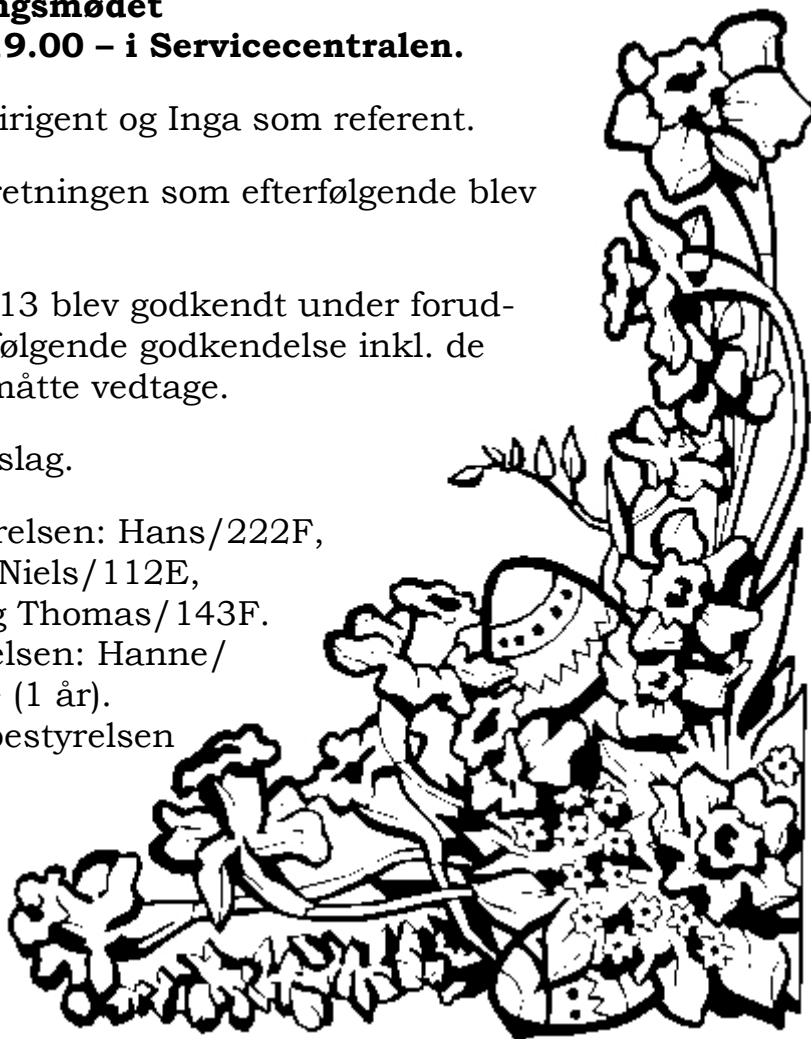 ngsmødet
19.00 – i Servicecentralen.
irigent og Inga som referent.
retningen som efterfølgende blev
13 blev godkendt under forud-
følgende godkendelse inkl. de
måtte vedtage.
slag.
relsen: Hans/222F,
Niels/112E,
g Thomas/143F.
elsen: Hanne/
(1 år).
bestyrelsen